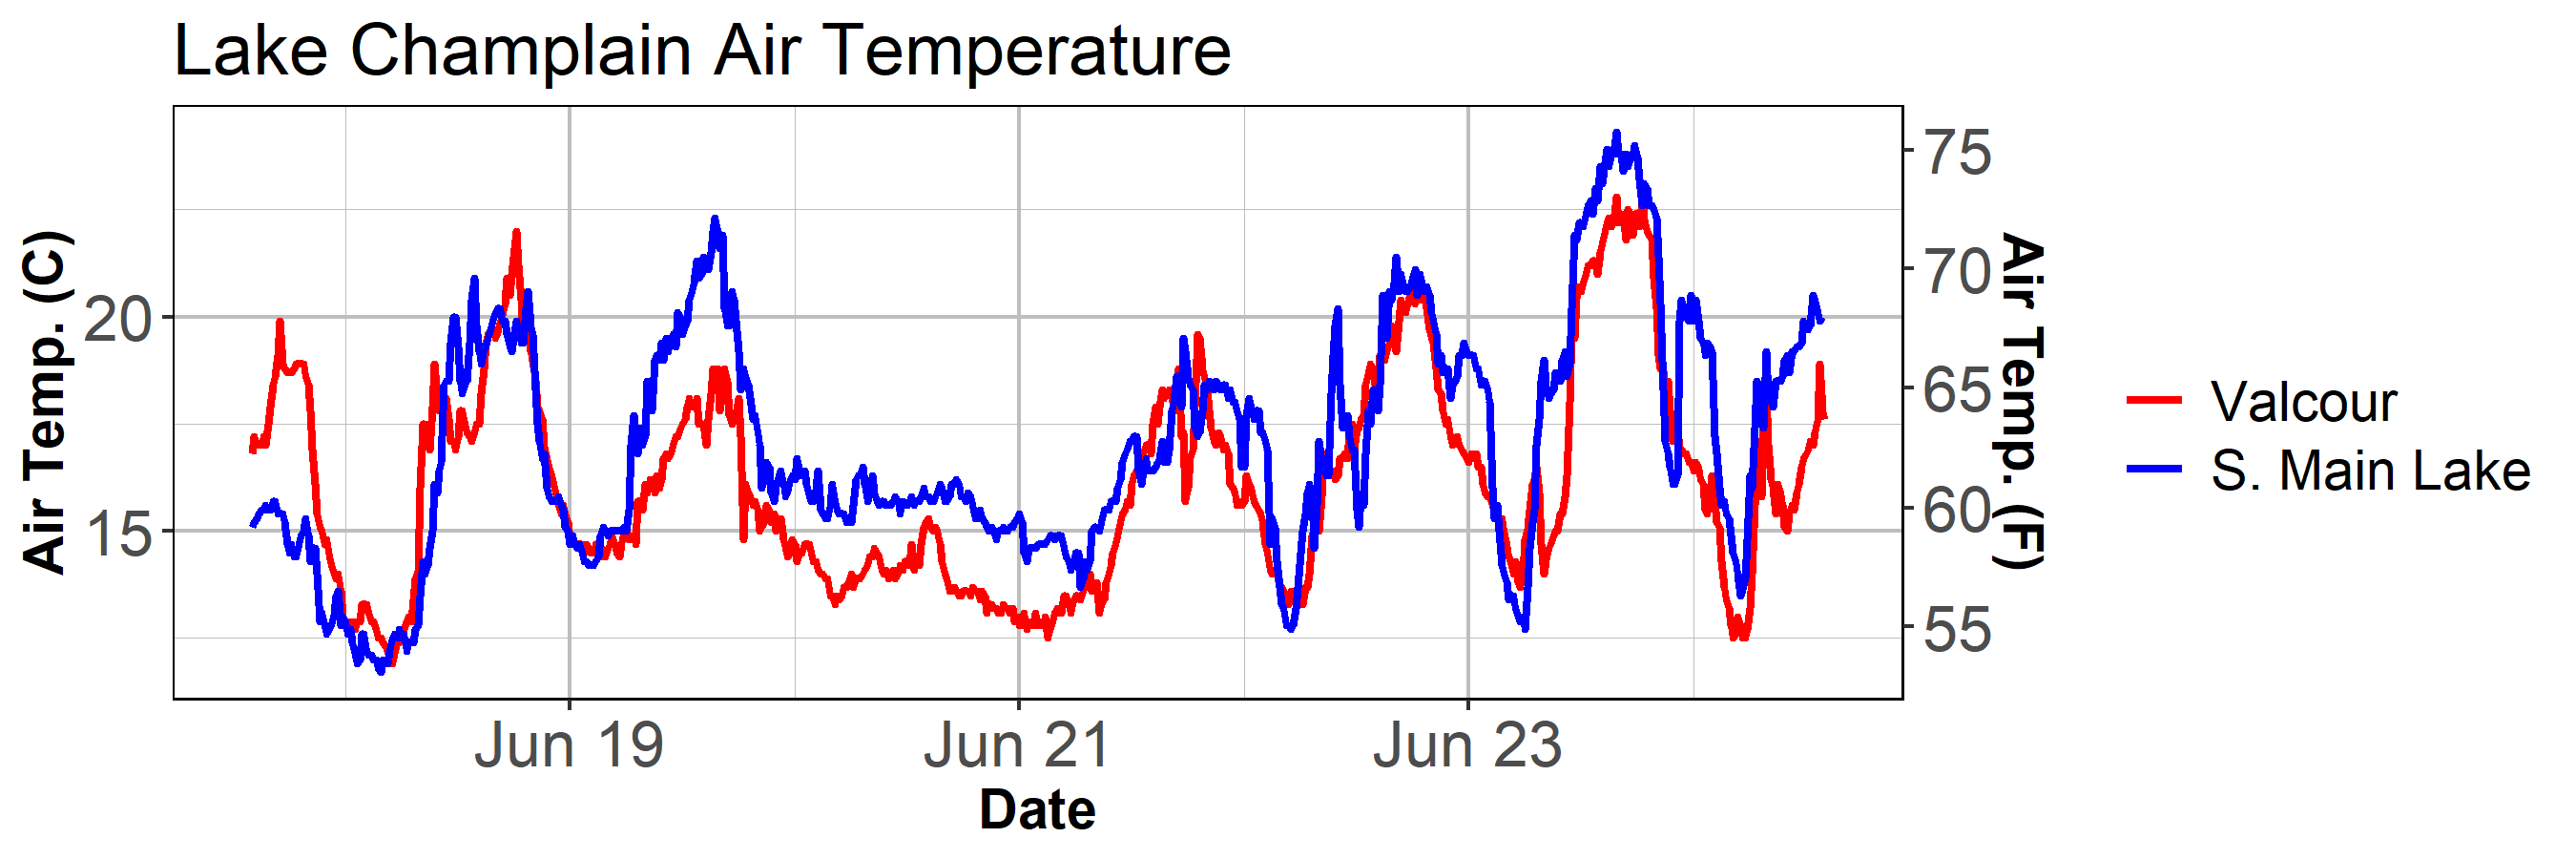 Lake Champlain Air Temperature
Air Temp. (C)
20
15
75
70
65
60
55
Air Temp. (F)
Valcour
S. Main Lake
Jun 19
Jun 21
Jun 23
Date